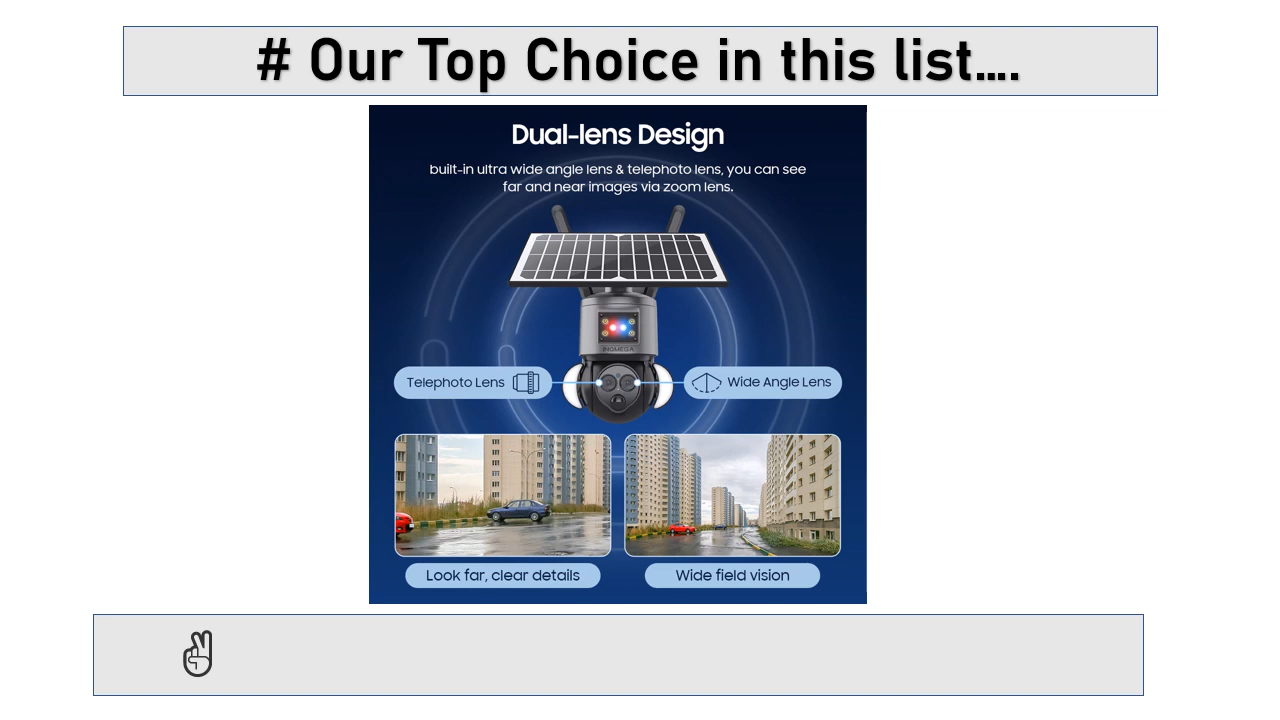 # Our Top Choice in this list....
Dual-lens Design
built-in ultra wide angle lens & telephoto lens, you can see
far and near images via zoom lens.
INOMEGA
Telephoto Lens
Wide Angle Lens
Look far, clear details
Wide field vision